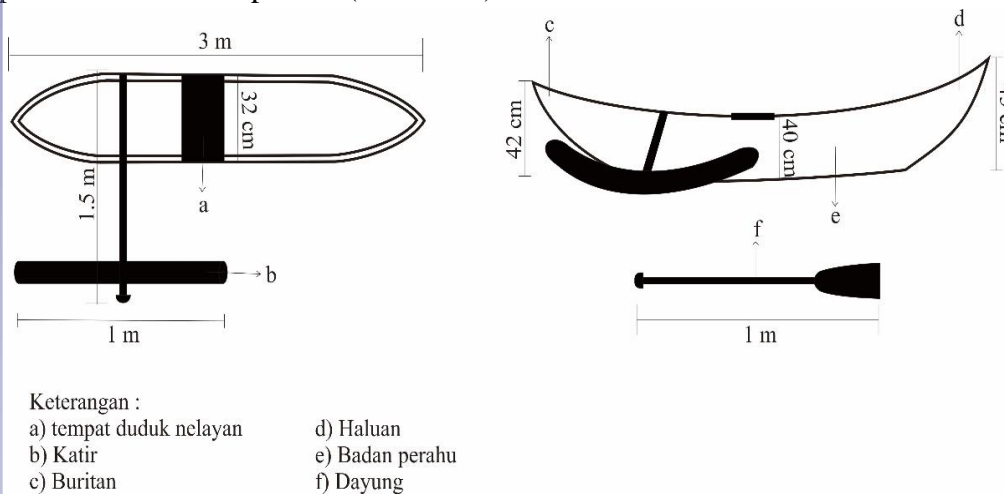 3 m
32 cm
1.5 m
a
b
1 m
c
d
42 cm
40 cm
e
f
1 m
Keterangan :
a) tempat duduk nelayan
b) Katir
c) Buritan
d) Haluan
e) Badan perahu
f) Dayung